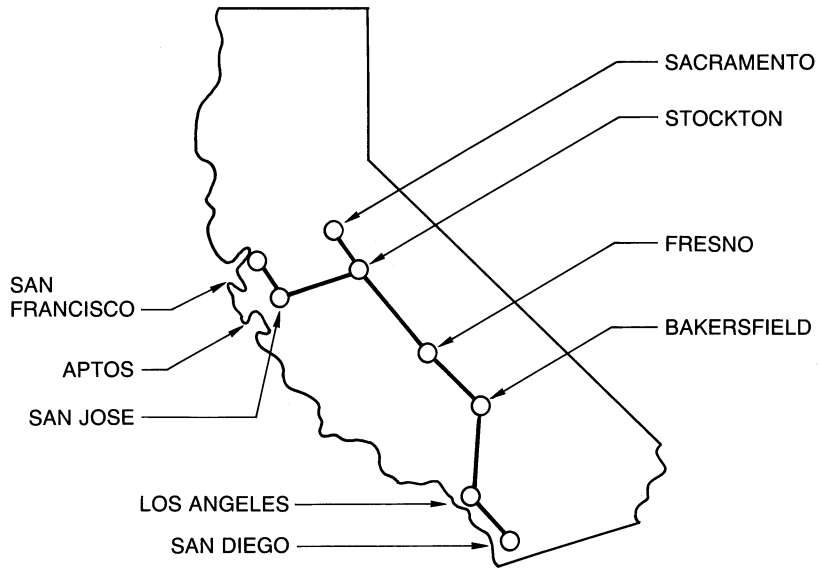 SACRAMENTO
STOCKTON
FRESNO
SAN
FRANCISCO
BAKERSFIELD
APTOS
SAN JOSE
LOS ANGELES
SAN DIEGO